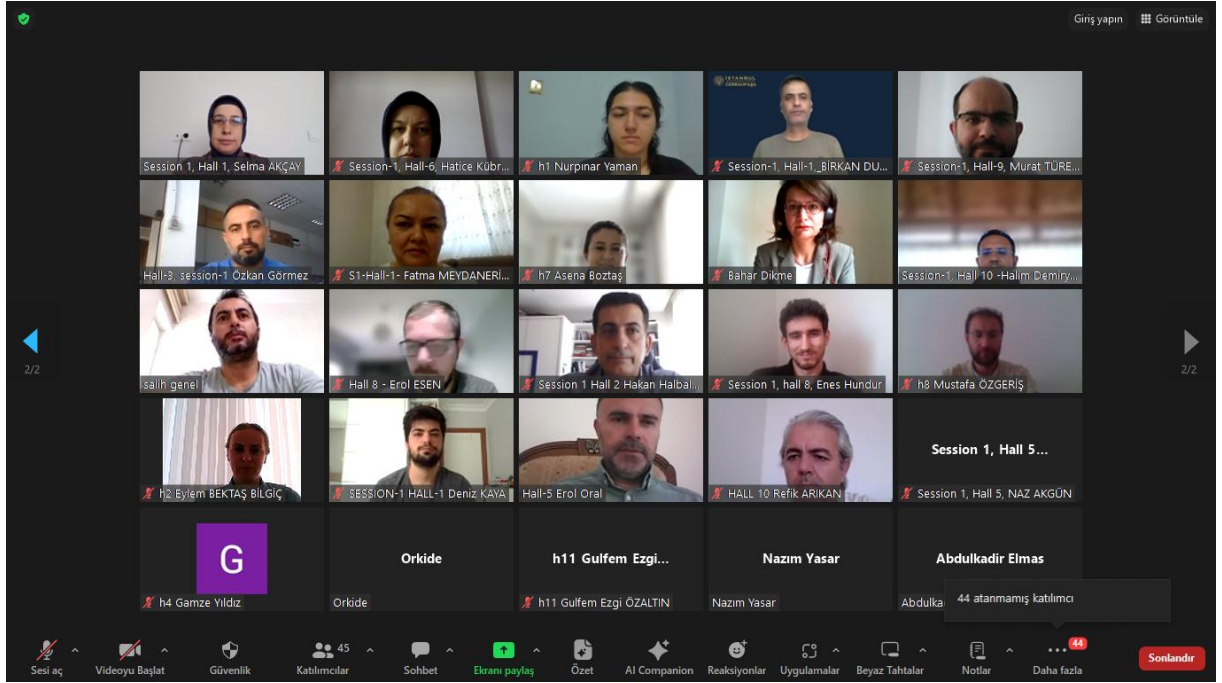 Giriş yapın
Görüntüle
Session 1, Hall 1, Selma AKÇAY
Session-1, Hall-6, Hatice Kübr...
h1 Nurpınar Yaman
İSTANBUL
Session-1, Hall-1,_BİRKAN DU...
Session-1, Hall-9, Murat TÜRE...
Hall-3, session-1 Özkan Görmez
S1-Hall-1- Fatma MEYDANERİ...
h7 Asena Boztaş
Bahar Dikme
Session-1, Hall 10 -Halim Demiry...
salih genel
Hall 8 - Erol ESEN
Session 1 Hall 2 Hakan Halbal...
Session 1, hall 8, Enes Hundur
h8 Mustafa ÖZGERİŞ
2/2
2/2
h2 Eylem BEKTAŞ BİLGİÇ
SESSİON-1 HALL-1 Deniz KAYA
Hall-5 Erol Oral
HALL 10 Refik ARIKAN
Session 1, Hall 5...
Session 1, Hall 5, NAZ AKGÜN
G
h4 Gamze Yıldız
Orkide
Orkide
h11 Gulfem Ezgi...
h11 Gulfem Ezgi ÖZALTIN
Nazım Yasar
Nazım Yasar
Abdulkadir Elmas
Abdulka
44 atanmamış katılımcı
Sesi aç
Videoyu Başlat
Güvenlik
45
Katılımcılar
Sohbet
Ekranı paylaş
Özet
AI Companion
Reaksiyonlar
Uygulamalar
Beyaz Tahtalar
Notlar
44
Daha fazla
Sonlandır